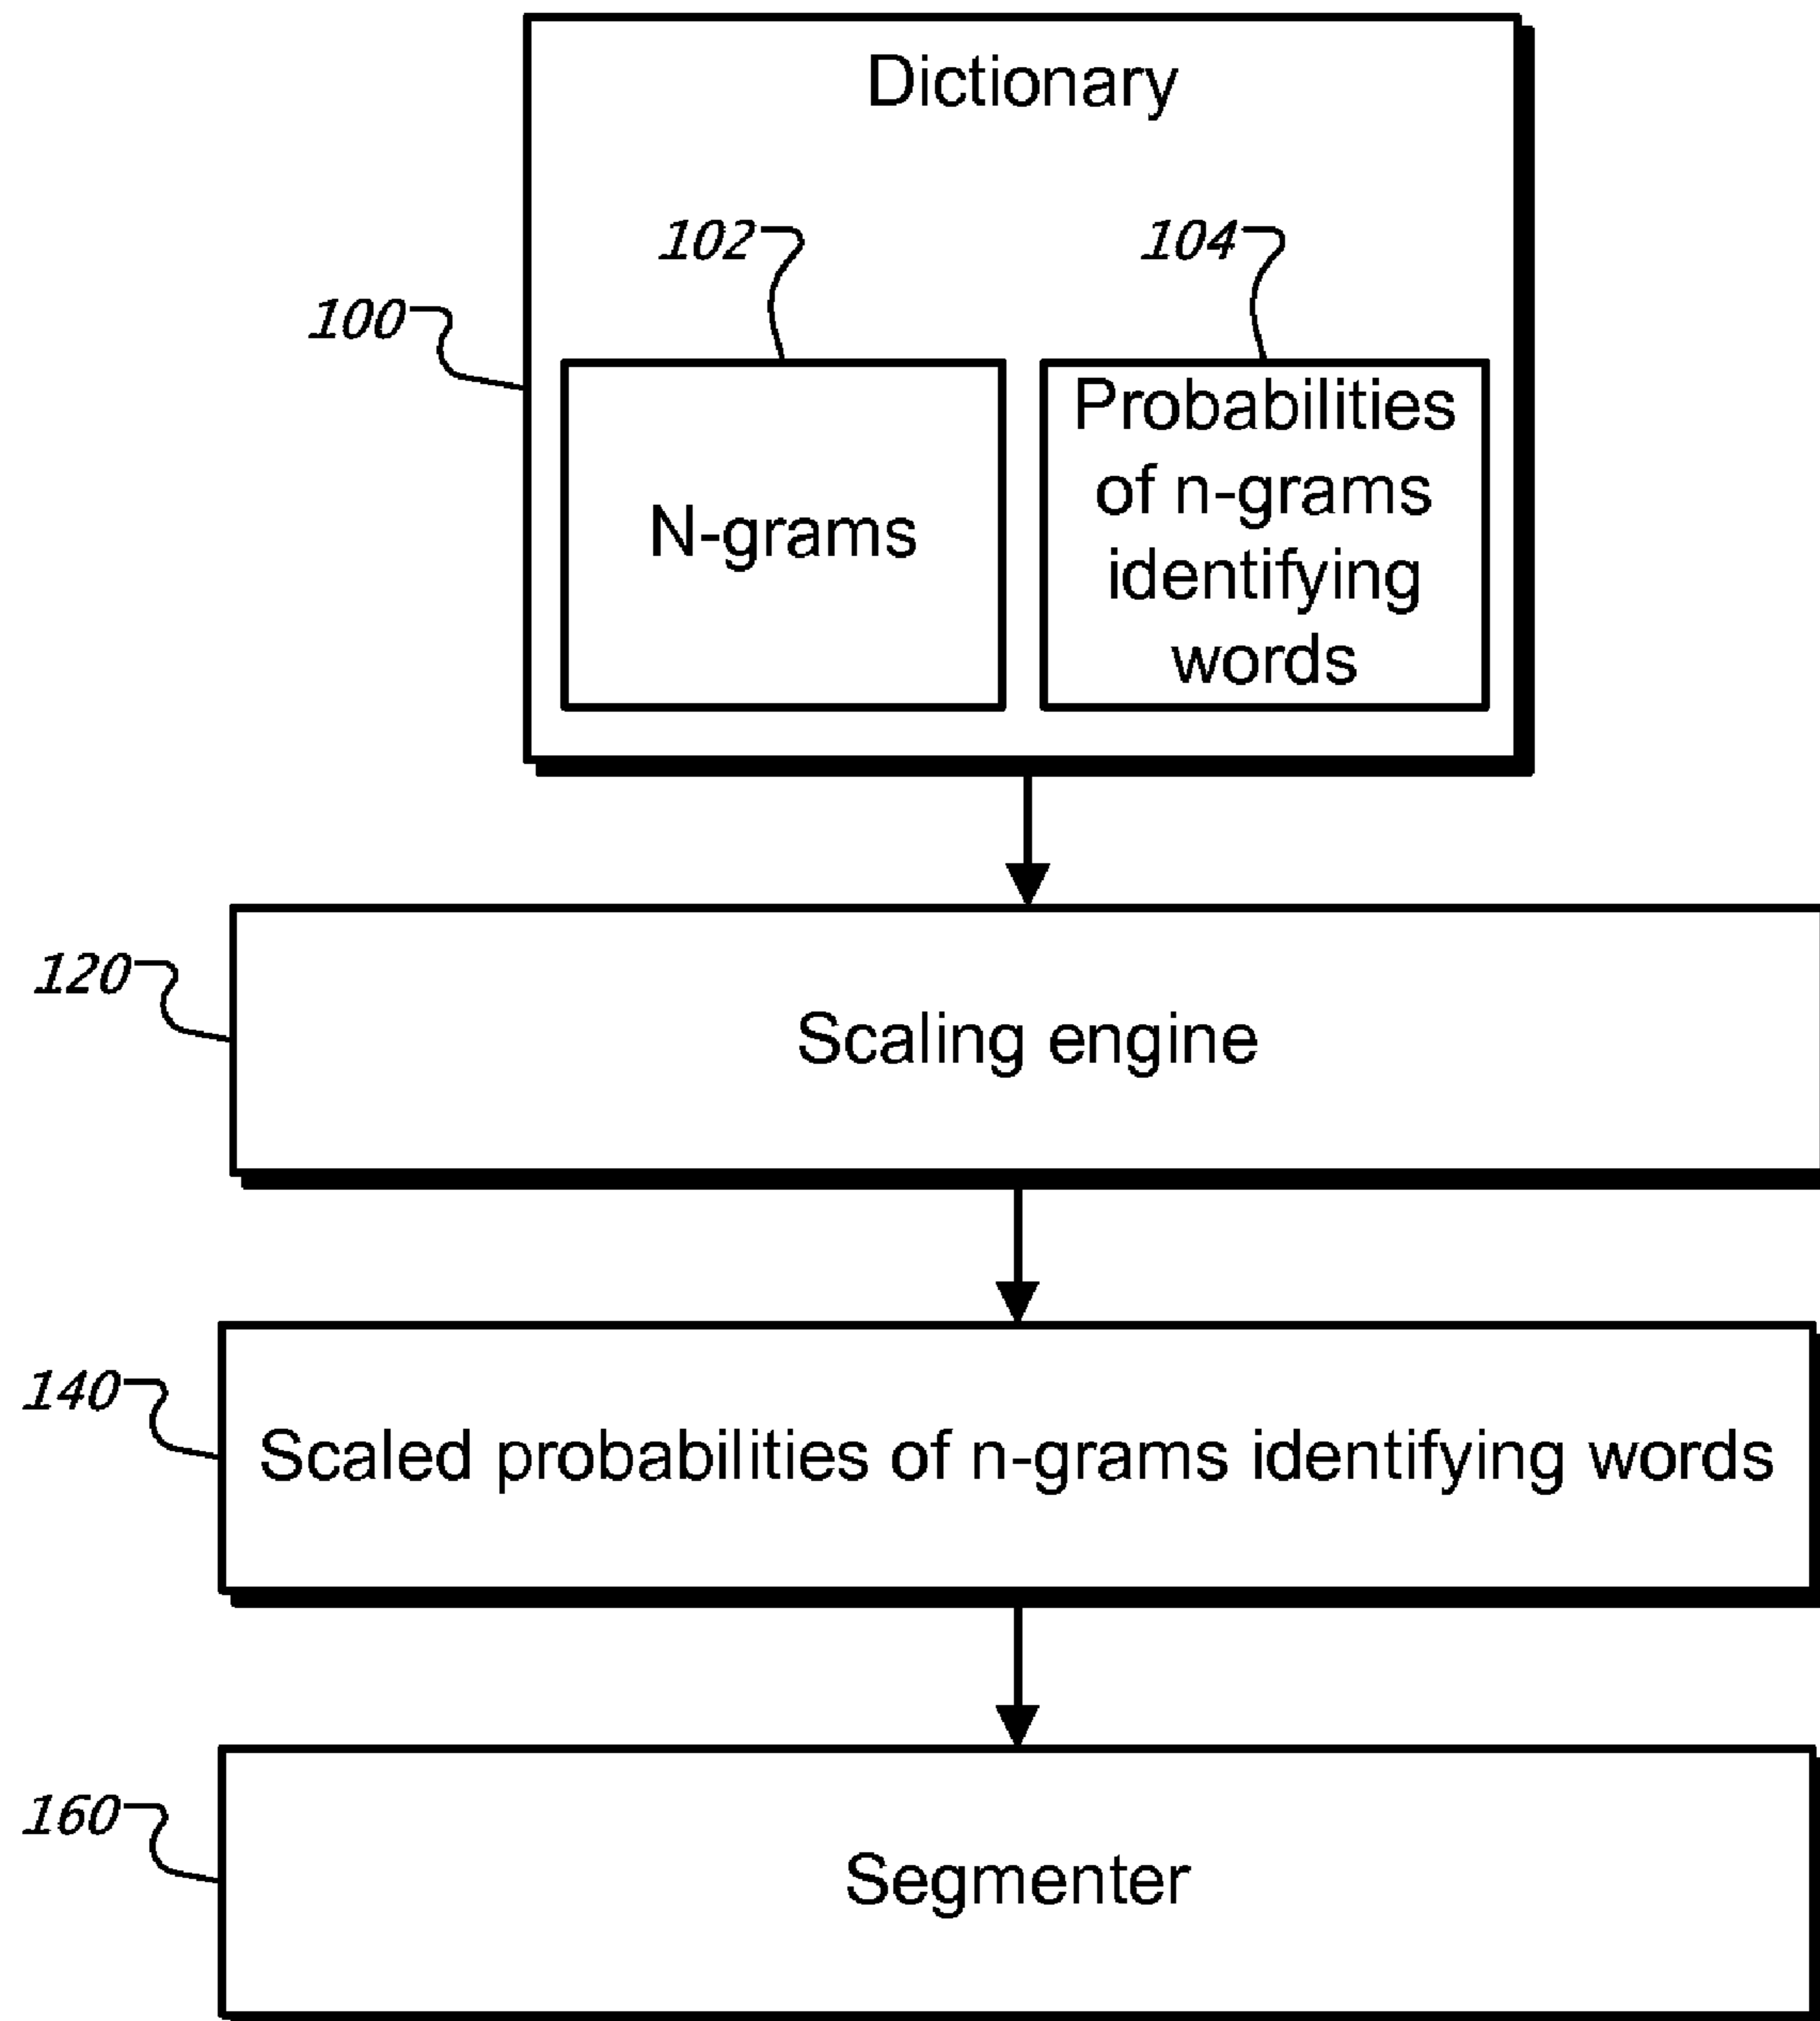 Dictionary
102
104
100
N-grams
Probabilities
of n-grams
identifying
words
120
Scaling engine
140
Scaled probabilities of n-grams identifying words
160
Segmenter